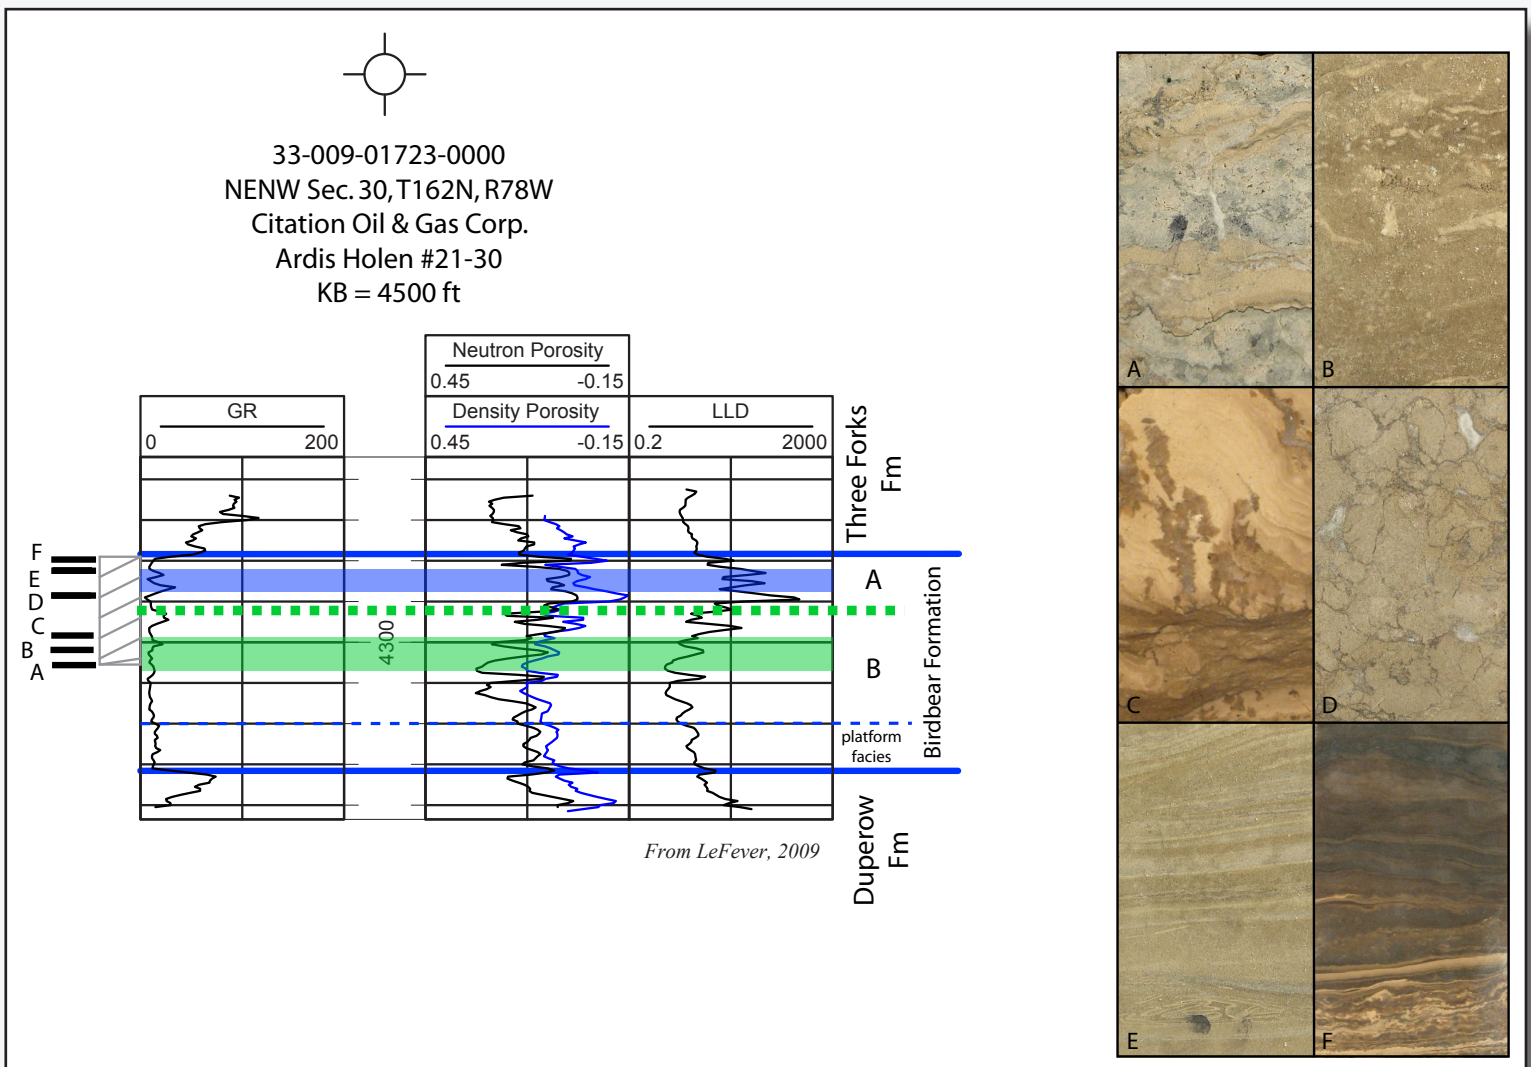 33-009-01723-0000
NENW Sec. 30, T162N, R78W
Citation Oil & Gas Corp.
Ardis Holen #21-30
KB = 4500 ft
Neutron Porosity
0.45 -0.15
GR
0 200
Density Porosity
0.45 -0.15
LLD
0.2 2000
Three Forks
Fm
F
E
D
C
B
A
4300
A
B
platform
facies
Birdbear Formation
Duperow
Fm
From LeFever, 2009
A
B
C
D
E
F